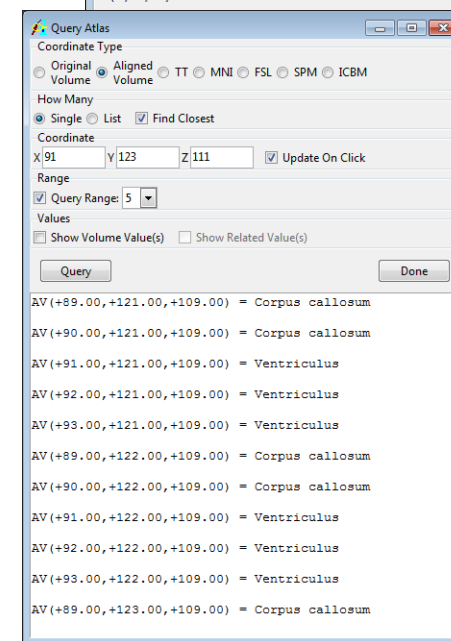 Query Atlas
Coordinate Type
Original Volume Aligned Volume TT MNI FSL SPM ICBM
How Many
Single List Find Closest
Coordinate
X 91 Y 123 Z 111 Update On Click
Range
Query Range: 5
Values
Show Volume Value(s) Show Related Value(s)
Query Done
AV(+89.00,+121.00,+109.00) = Corpus callosum
AV(+90.00,+121.00,+109.00) = Corpus callosum
AV(+91.00,+121.00,+109.00) = Ventriculus
AV(+92.00,+121.00,+109.00) = Ventriculus
AV(+93.00,+121.00,+109.00) = Ventriculus
AV(+89.00,+122.00,+109.00) = Corpus callosum
AV(+90.00,+122.00,+109.00) = Corpus callosum
AV(+91.00,+122.00,+109.00) = Ventriculus
AV(+92.00,+122.00,+109.00) = Ventriculus
AV(+93.00,+122.00,+109.00) = Ventriculus
AV(+89.00,+123.00,+109.00) = Corpus callosum